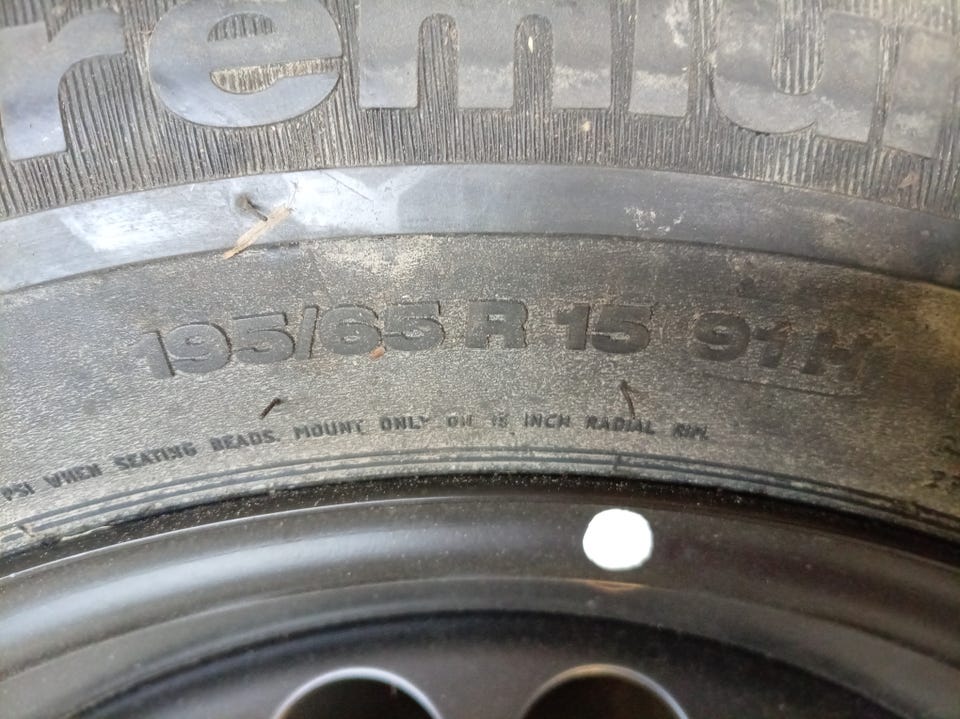 remiu
195/65 R 15 91H
PSI WHEN SEATING BEADS. MOUNT ONLY ON 15 INCH RADIAL RIM.